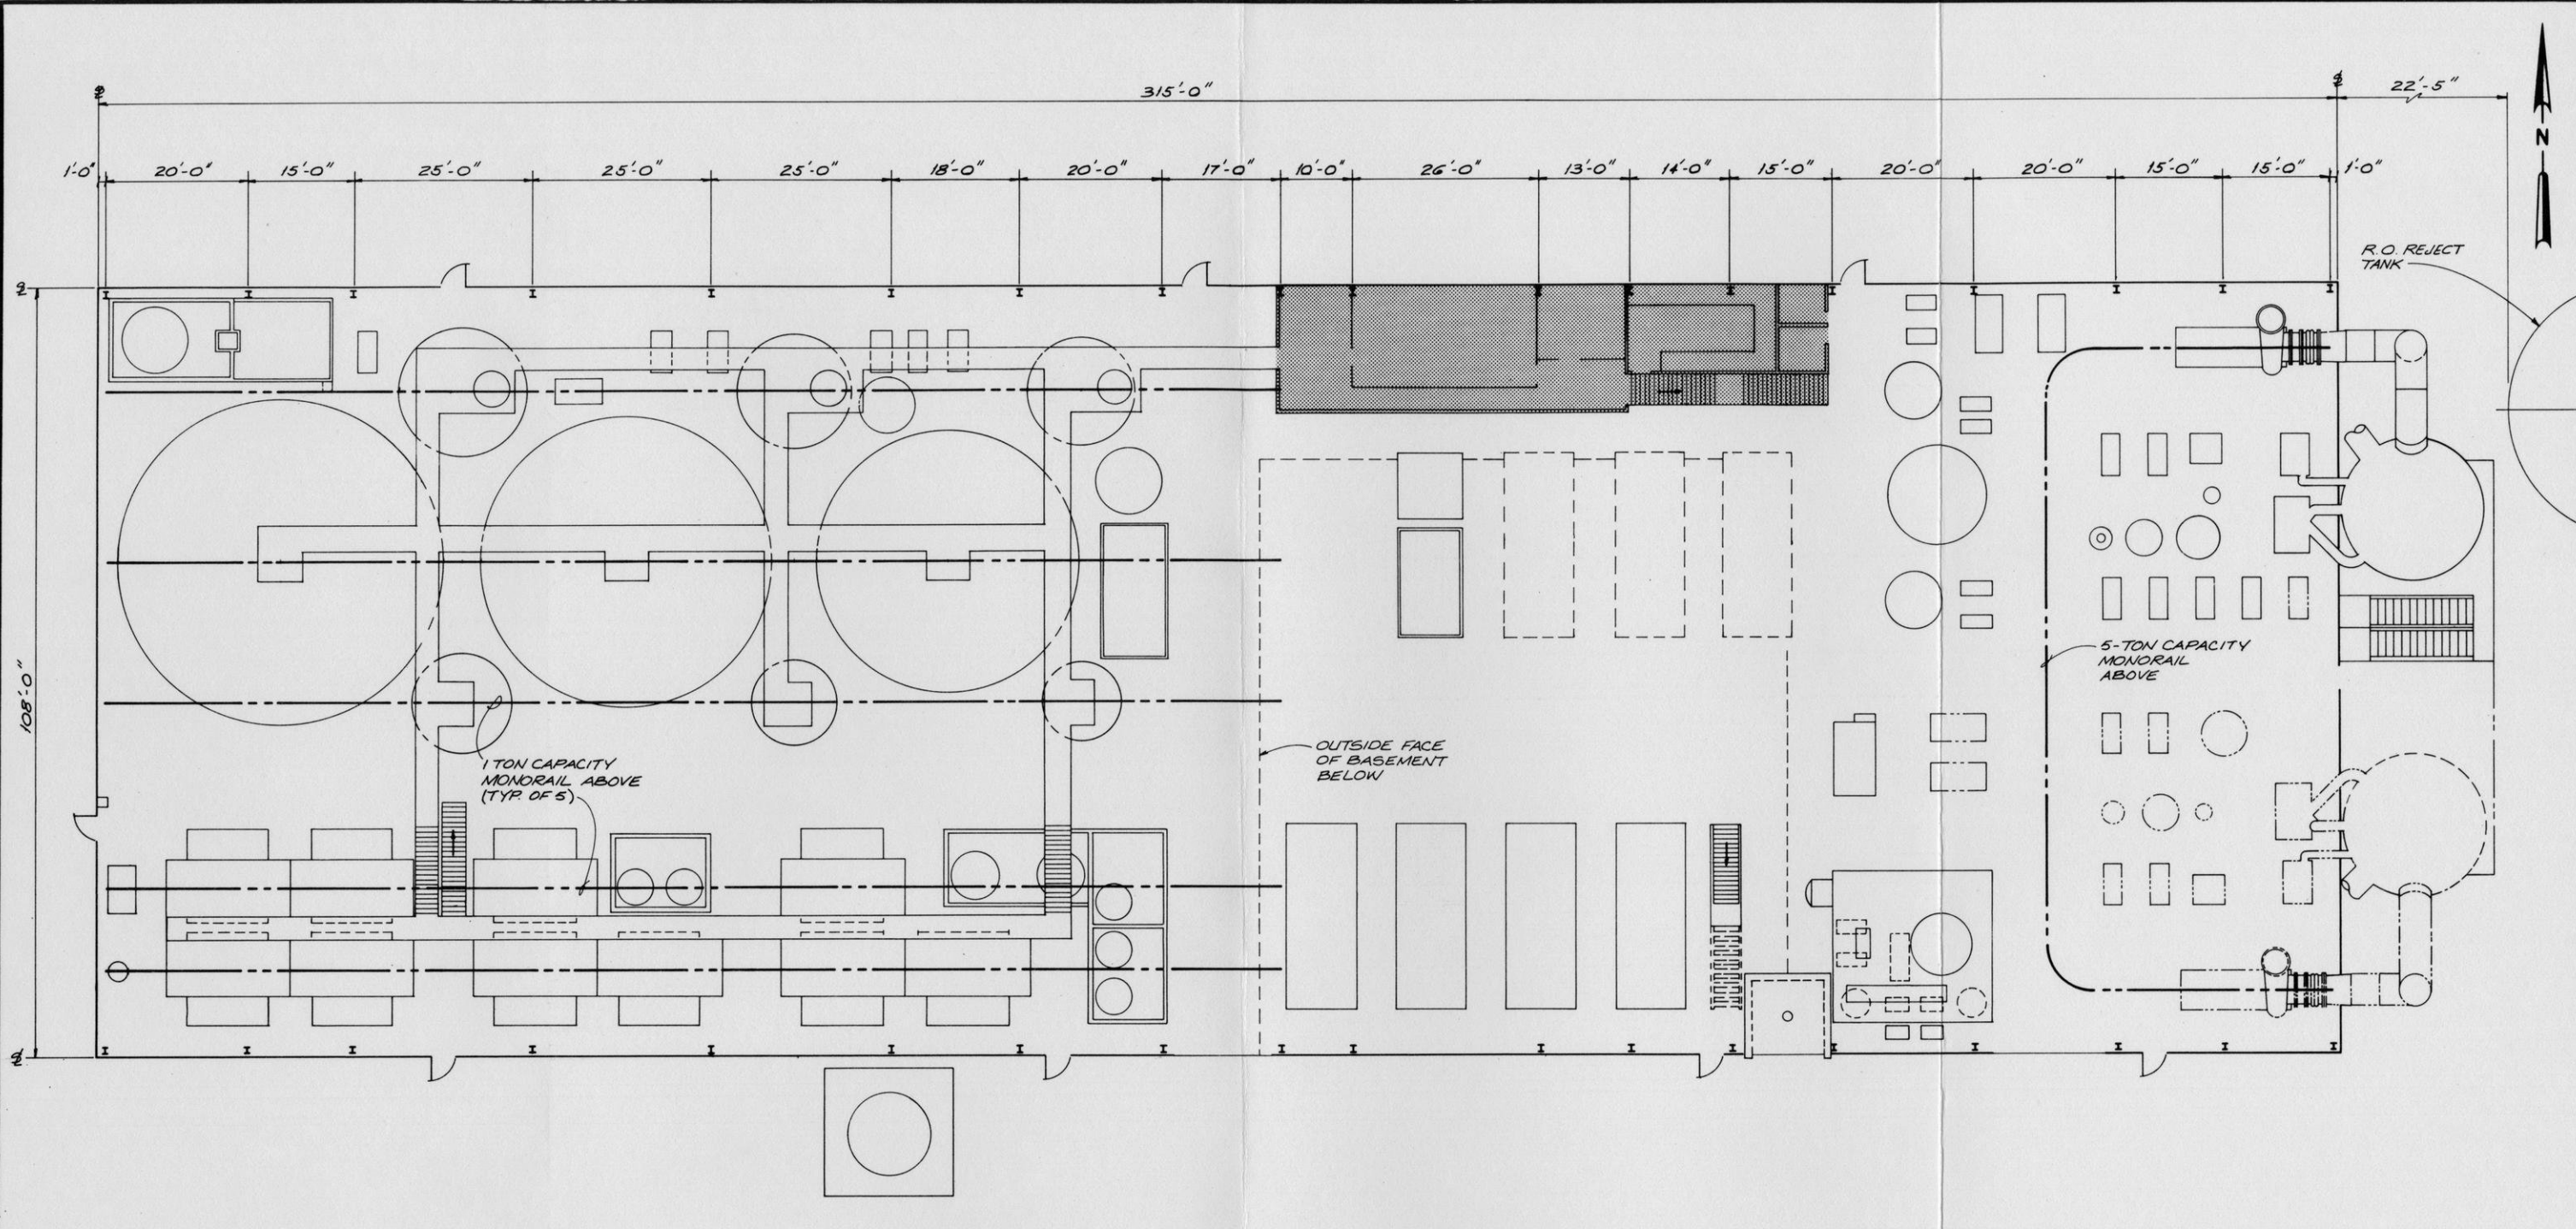 ℄
315'-0"
℄
22'-5"
1'-0"
20'-0"
15'-0"
25'-0"
25'-0"
25'-0"
18'-0"
20'-0"
17'-0"
10'-0"
26'-0"
13'-0"
14'-0"
15'-0"
20'-0"
20'-0"
15'-0"
15'-0"
1'-0"
N
R.O. REJECT
TANK
℄
108'-0"
5-TON CAPACITY
MONORAIL
ABOVE
OUTSIDE FACE
OF BASEMENT
BELOW
1 TON CAPACITY
MONORAIL ABOVE
(TYP. OF 5)
℄